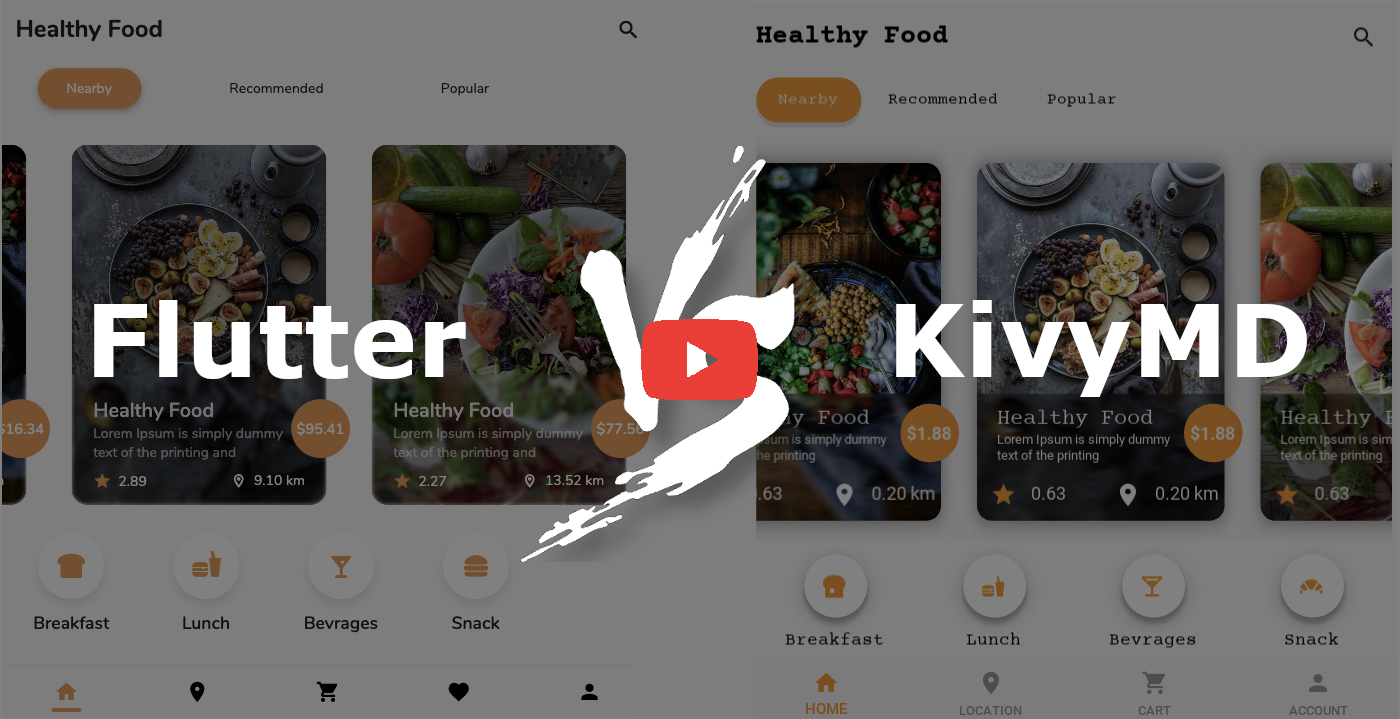 Healthy Food
Nearby
Recommended
Popular
Flutter
VS
$16.34
Healthy Food
$95.41
Lorem Ipsum is simply dummy
text of the printing and
2.89
9.10 km
Healthy Food
$77.56
Lorem Ipsum is simply dummy
text of the printing and
2.27
13.52 km
Breakfast
Lunch
Bevrages
Snack
Healthy Food
Nearby
Recommended
Popular
KivyMD
hy Food
$1.88
sum is simply dummy
he printing
.63
0.20 km
Healthy Food
$1.88
Lorem Ipsum is simply dummy
text of the printing
0.63
0.20 km
Healthy F
Lorem Ipsum is sim
text of the printing
0.63
Breakfast
Lunch
Bevrages
Snack
HOME
LOCATION
CART
ACCOUNT